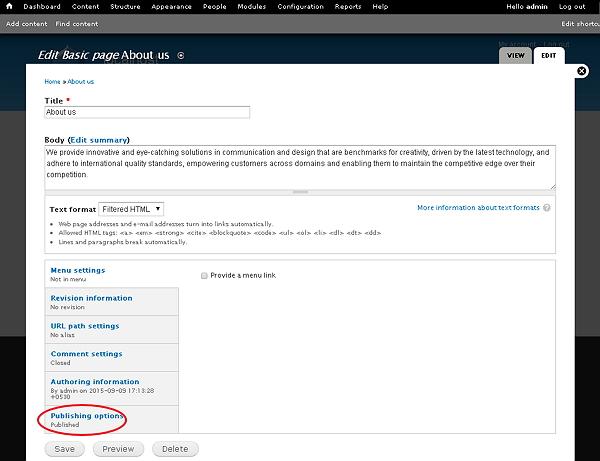 Dashboard Content Structure Appearance People Modules Configuration Reports Help Hello admin Log out
Add content Find content Edit shortcu
Edit Basic page About us
My account Log out
VIEW EDIT
Home » About us
Title *
About us
Body (Edit summary)
We provide innovative and eye-catching solutions in communication and design that are benchmarks for creativity, driven by the latest technology, and
adhere to international quality standards, empowering customers across domains and enabling them to maintain the competitive edge over their
competition.
Text format Filtered HTML More information about text formats ?
Web page addresses and e-mail addresses turn into links automatically.
Allowed HTML tags: <a> <em> <strong> <cite> <blockquote> <code> <ul> <ol> <li> <dl> <dt> <dd>
Lines and paragraphs break automatically.
Menu settings
Not in menu
Provide a menu link
Revision information
No revision
URL path settings
No alias
Comment settings
Closed
Authoring information
By admin on 2015-09-09 17:13:28
+0530
Publishing options
Published
Save Preview Delete